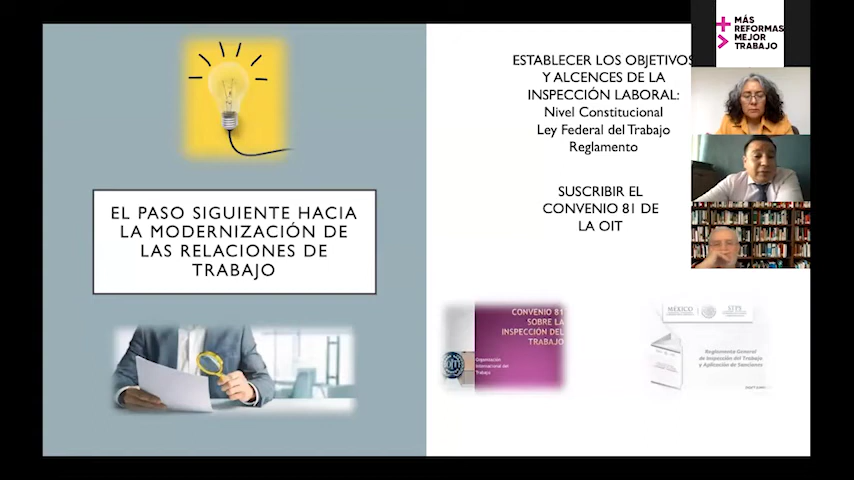 EL PASO SIGUIENTE HACIA
LA MODERNIZACIÓN DE
LAS RELACIONES DE
TRABAJO
ESTABLECER LOS OBJETIVOS
Y ALCENCES DE LA
INSPECCIÓN LABORAL:
Nivel Constitucional
Ley Federal del Trabajo
Reglamento
SUSCRIBIR EL
CONVENIO 81 DE
LA OIT
CONVENIO 81
SOBRE LA
INSPECCIÓN DEL
TRABAJO
Organización
Internacional del
Trabajo
MÉXICO
STPS
Reglamento General
de Inspección del Trabajo
y Aplicación de Sanciones
MÁS
REFORMAS
MEJOR
TRABAJO